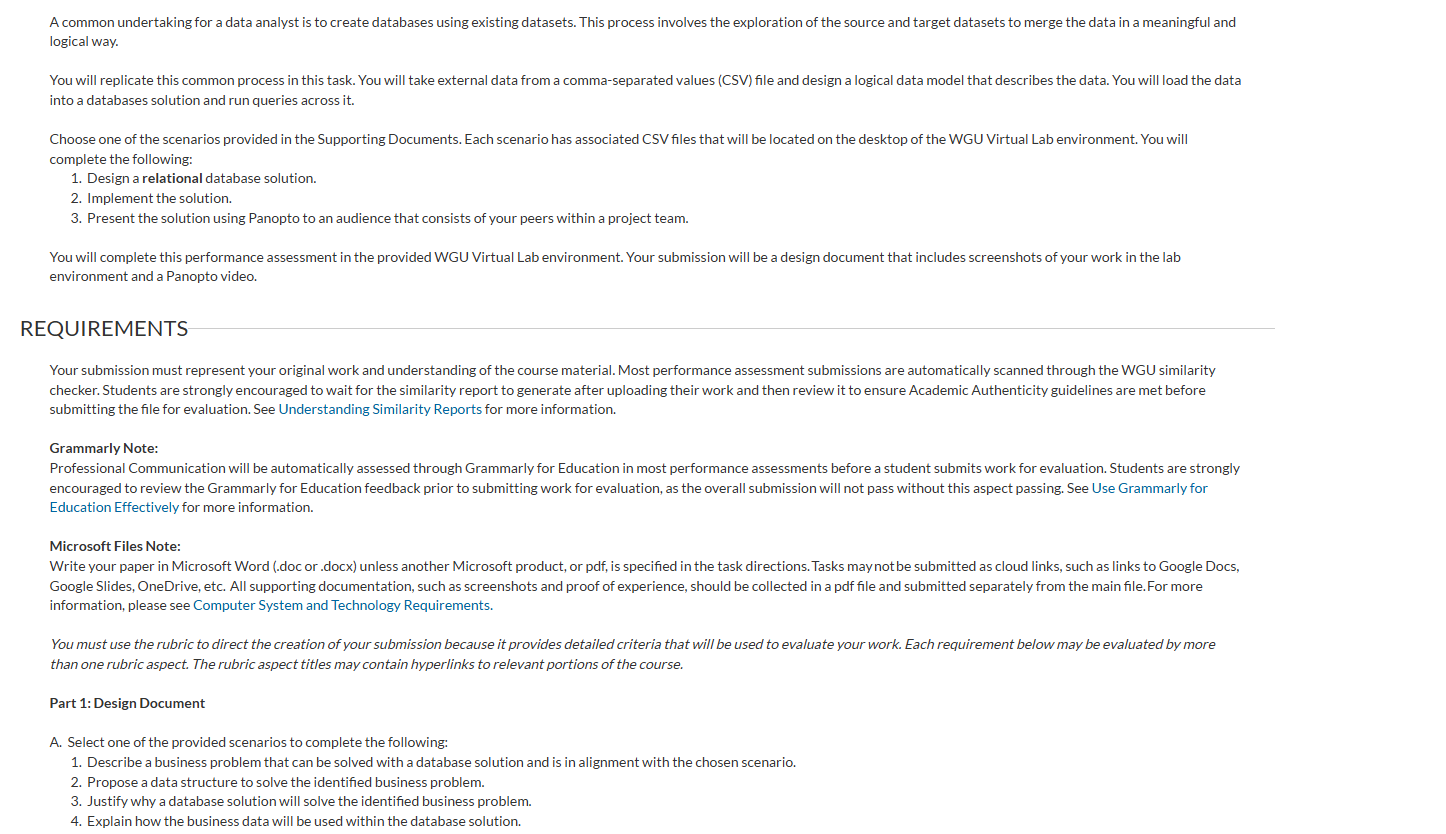 A common undertaking for a data analyst is to create databases using existing datasets. This process involves the exploration of the source and target datasets to merge the data in a meaningful and
logical way.
You will replicate this common process in this task. You will take external data from a comma-separated values (CSV) file and design a logical data model that describes the data. You will load the data
into a databases solution and run queries across it.
Choose one of the scenarios provided in the Supporting Documents. Each scenario has associated CSV files that will be located on the desktop of the WGU Virtual Lab environment. You will
complete the following:
1. Design a relational database solution.
2. Implement the solution.
3. Present the solution using Panopto to an audience that consists of your peers within a project team.
You will complete this performance assessment in the provided WGU Virtual Lab environment. Your submission will be a design document that includes screenshots of your work in the lab
environment and a Panopto video.
REQUIREMENTS
Your submission must represent your original work and understanding of the course material. Most performance assessment submissions are automatically scanned through the WGU similarity
checker. Students are strongly encouraged to wait for the similarity report to generate after uploading their work and then review it to ensure Academic Authenticity guidelines are met before
submitting the file for evaluation. See Understanding Similarity Reports for more information.
Grammarly Note:
Professional Communication will be automatically assessed through Grammarly for Education in most performance assessments before a student submits work for evaluation. Students are strongly
encouraged to review the Grammarly for Education feedback prior to submitting work for evaluation, as the overall submission will not pass without this aspect passing. See Use Grammarly for
Education Effectively for more information.
Microsoft Files Note:
Write your paper in Microsoft Word (.doc or .docx) unless another Microsoft product, or pdf, is specified in the task directions. Tasks may not be submitted as cloud links, such as links to Google Docs,
Google Slides, OneDrive, etc. All supporting documentation, such as screenshots and proof of experience, should be collected in a pdf file and submitted separately from the main file.For more
information, please see Computer System and Technology Requirements.
You must use the rubric to direct the creation of your submission because it provides detailed criteria that will be used to evaluate your work. Each requirement below may be evaluated by more
than one rubric aspect. The rubric aspect titles may contain hyperlinks to relevant portions of the course.
Part 1: Design Document
A. Select one of the provided scenarios to complete the following:
1. Describe a business problem that can be solved with a database solution and is in alignment with the chosen scenario.
2. Propose a data structure to solve the identified business problem.
3. Justify why a database solution will solve the identified business problem.
4. Explain how the business data will be used within the database solution.